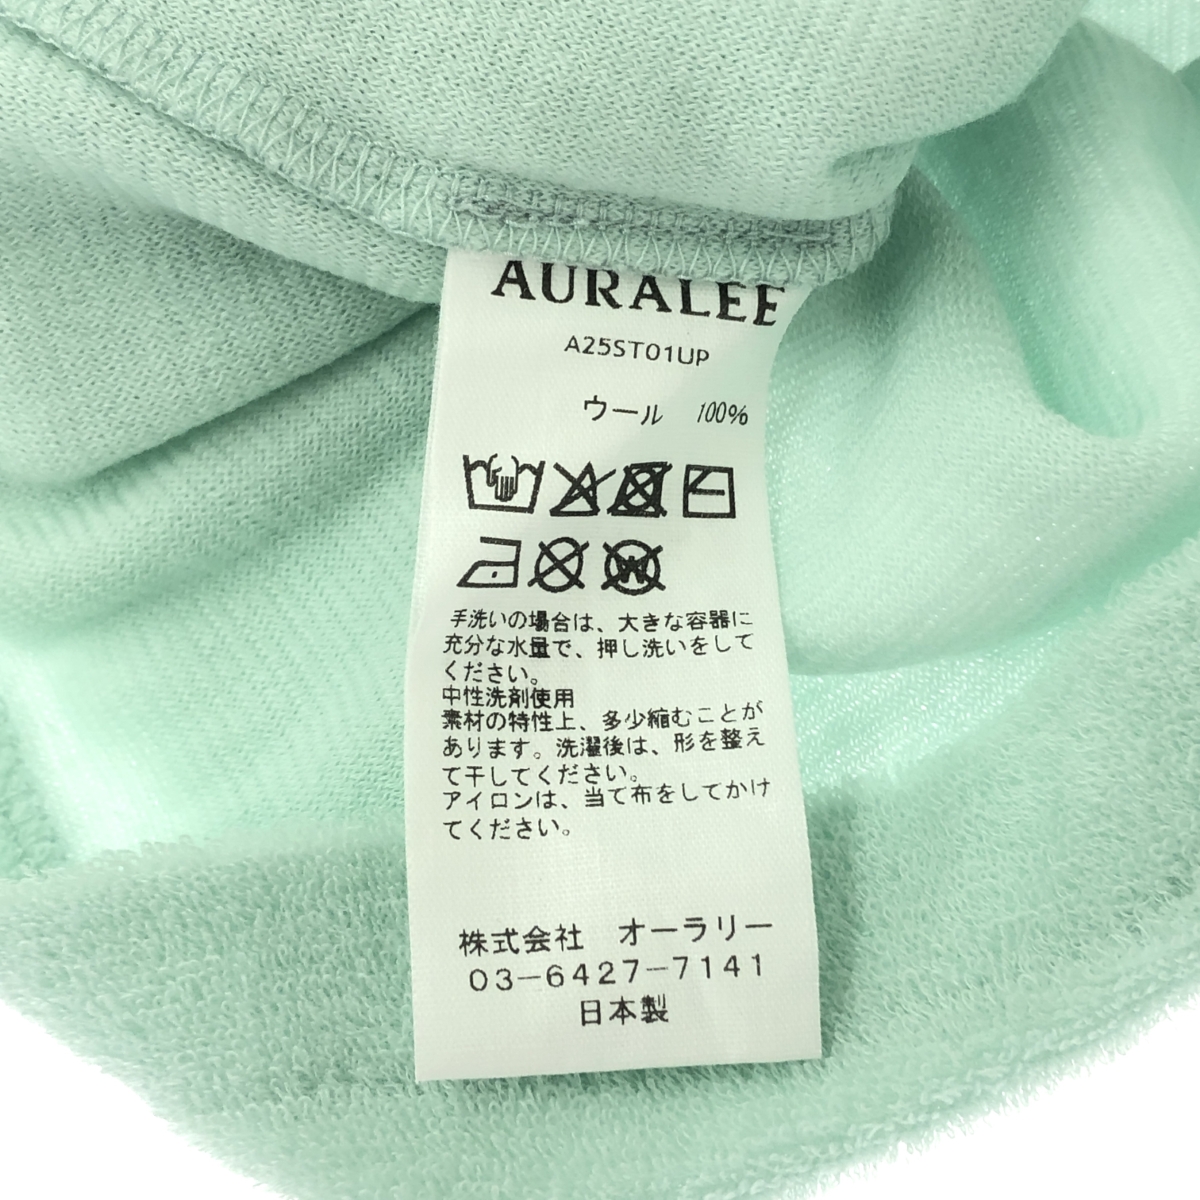 AURALEE
A25ST01UP
ウール 100%
手洗いの場合は、大きな容器に
充分な水量で、押し洗いをして
ください。
中性洗剤使用
素材の特性上、多少縮むことが
あります。洗濯後は、形を整え
て干してください。
アイロンは、当て布をしてかけ
てください。
株式会社 オーラリー
03-6427-7141
日本製